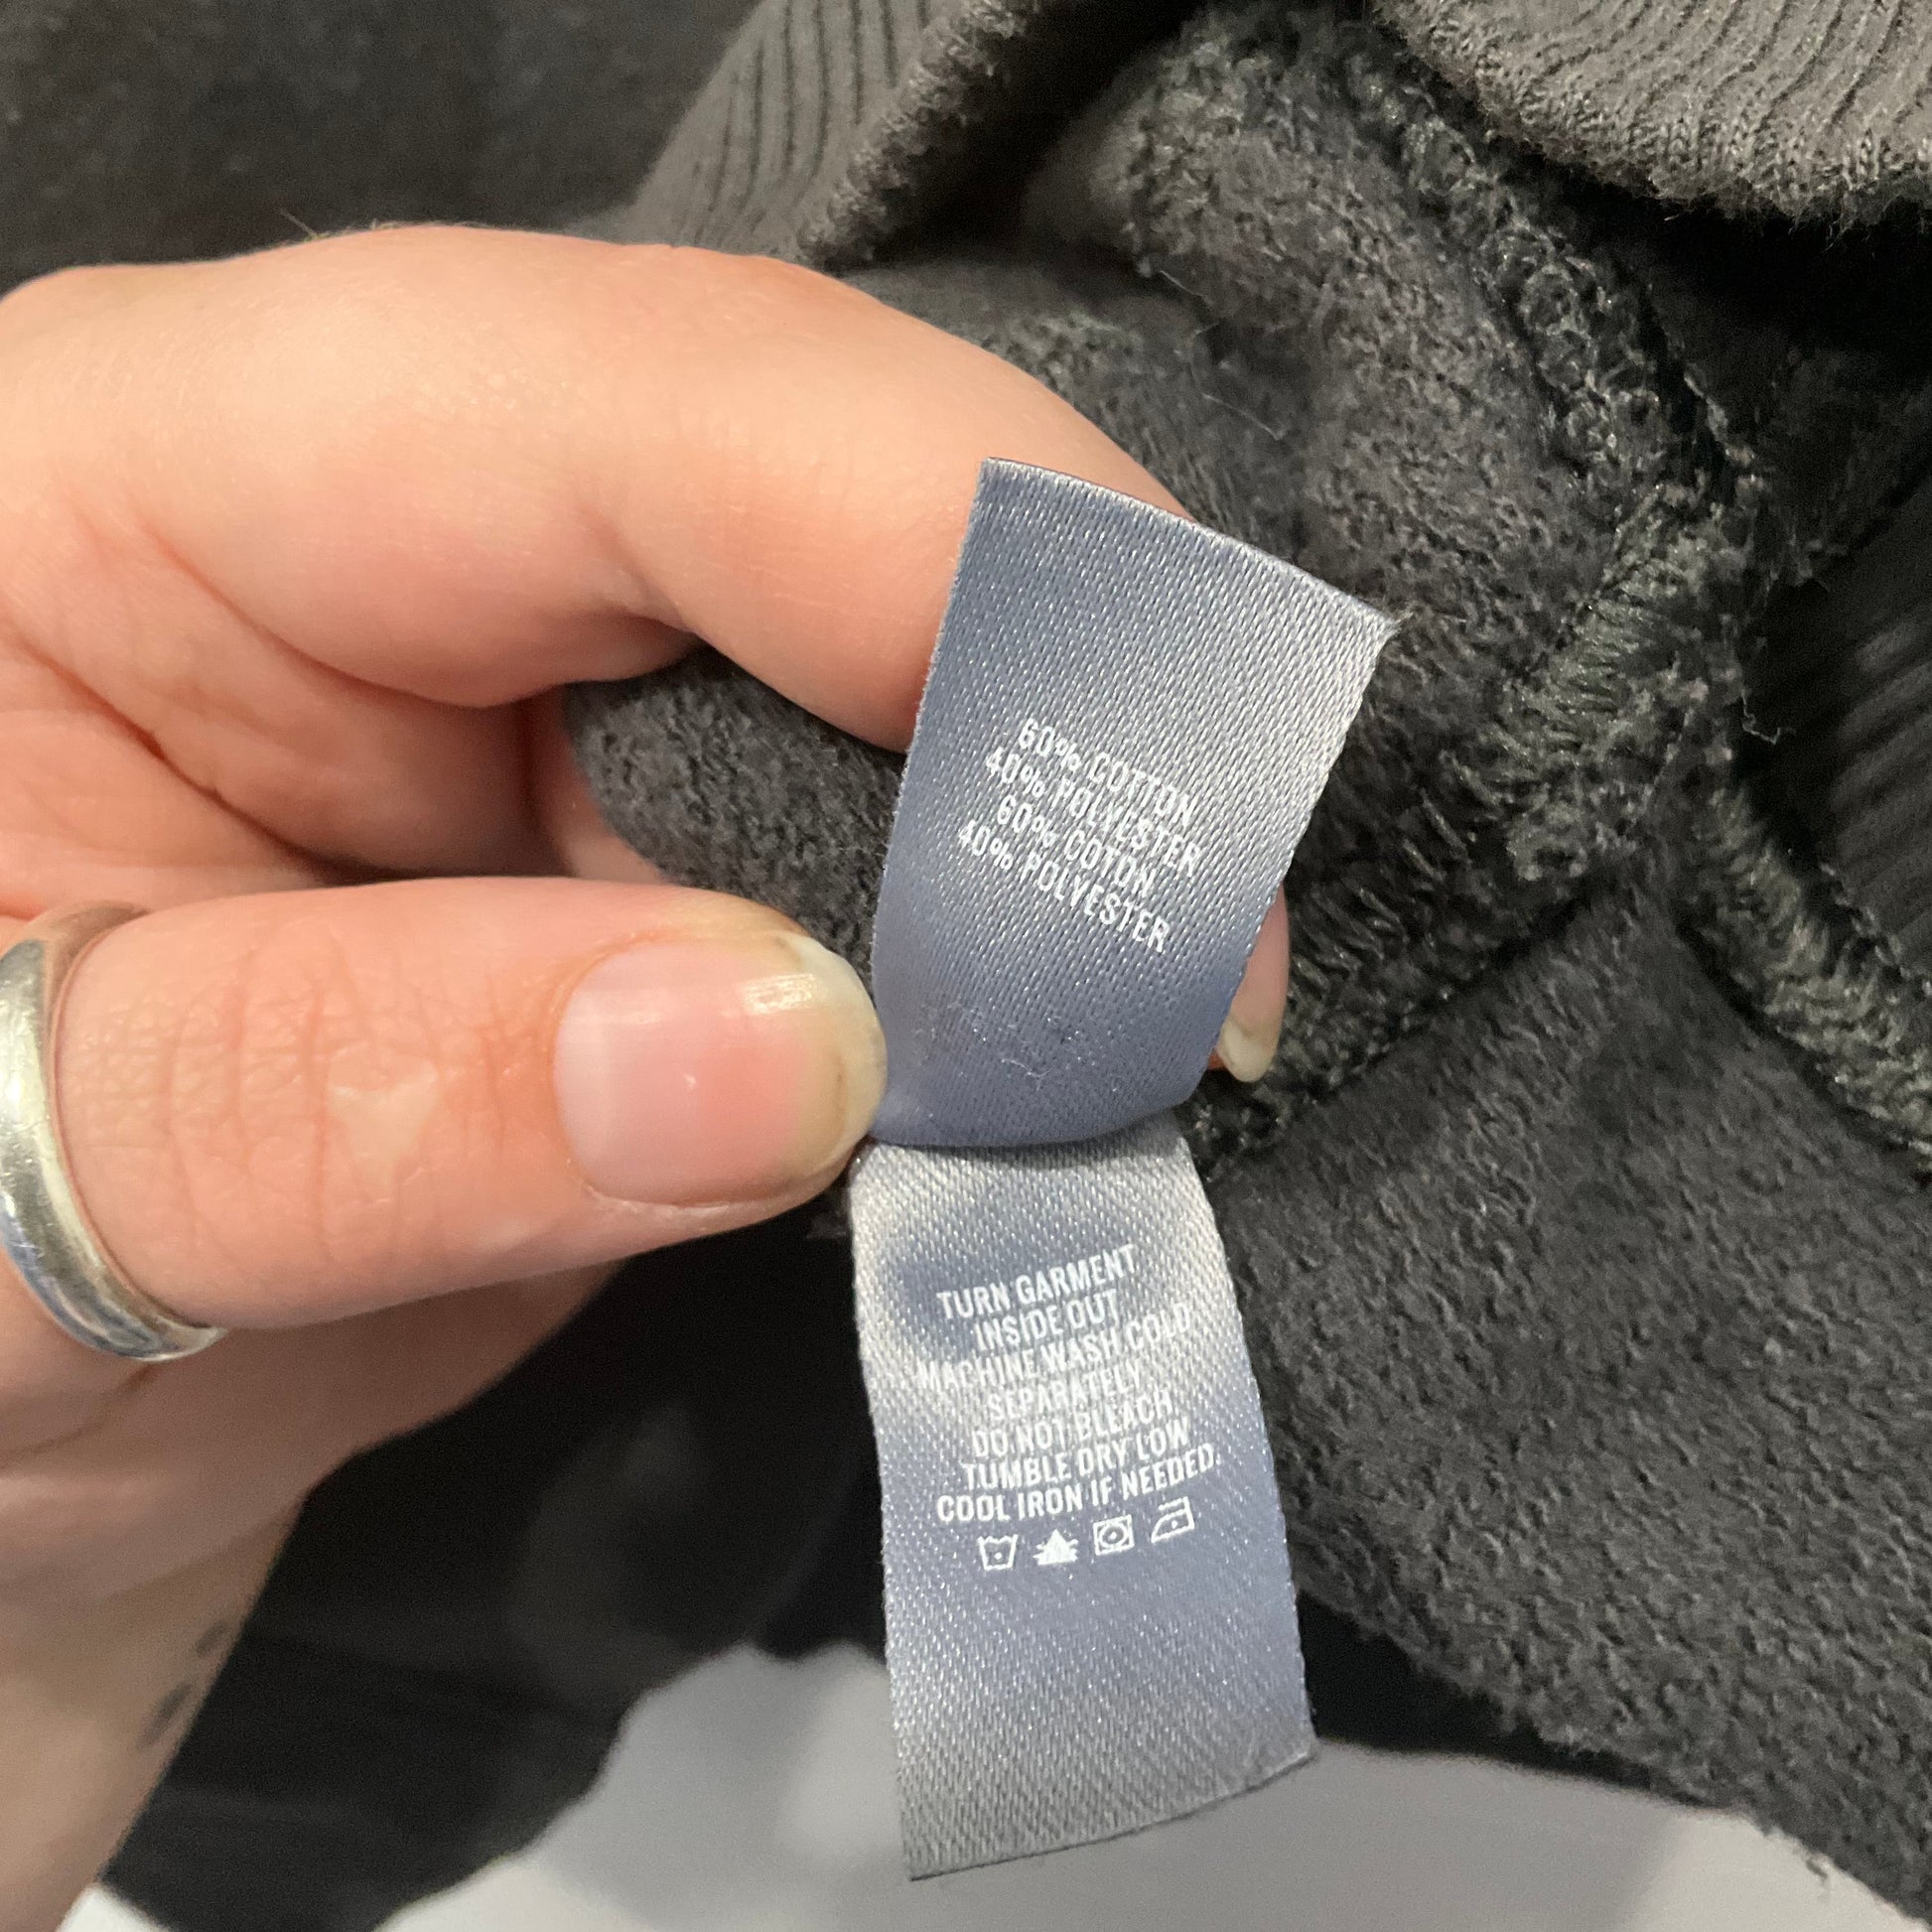 60% COTTON
40% POLYESTER
60% COTON
40% POLYESTER
TURN GARMENT
INSIDE OUT
MACHINE WASH COLD
SEPARATELY
DO NOT BLEACH
TUMBLE DRY LOW
COOL IRON IF NEEDED.